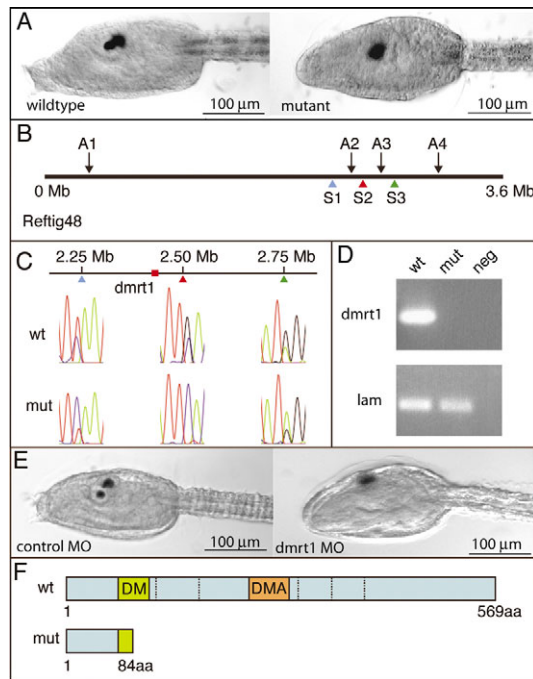 A
wildtype
100 μm
mutant
100 μm
B
A1
A2 A3 A4
0 Mb
S1 S2 S3
3.6 Mb
Reftig48
C
2.25 Mb 2.50 Mb 2.75 Mb
dmrt1
wt
mut
D
wt mut neg
dmrt1
lam
E
control MO
100 μm
dmrt1 MO
100 μm
F
wt
DM
DMA
1
569aa
mut
1
84aa